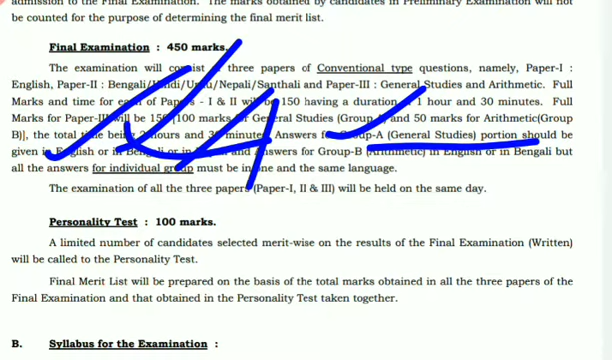 admission to the Final Examination. The marks obtained by candidates in Preliminary Examination will not
be counted for the purpose of determining the final merit list.
Final Examination : 450 marks.
The examination will consist of three papers of Conventional type questions, namely, Paper-I :
English, Paper-II : Bengali/Hindi/Urdu/Nepali/Santhali and Paper-III : General Studies and Arithmetic. Full
Marks and time for each of Papers - I & II will be 150 having a duration of 1 hour and 30 minutes. Full
Marks for Paper-III will be 150 [100 marks for General Studies (Group A) and 50 marks for Arithmetic(Group
B)], the total time being 2 hours and 30 minutes. Answers for Group-A (General Studies) portion should be
given in English or in Bengali or in and Answers for Group-B (Arithmetic) in English or in Bengali but
all the answers for individual group must be in one and the same language.
The examination of all the three papers (Paper-I, II & III) will be held on the same day.
Personality Test : 100 marks.
A limited number of candidates selected merit-wise on the results of the Final Examination (Written)
will be called to the Personality Test.
Final Merit List will be prepared on the basis of the total marks obtained in all the three papers of the
Final Examination and that obtained in the Personality Test taken together.
B. Syllabus for the Examination :